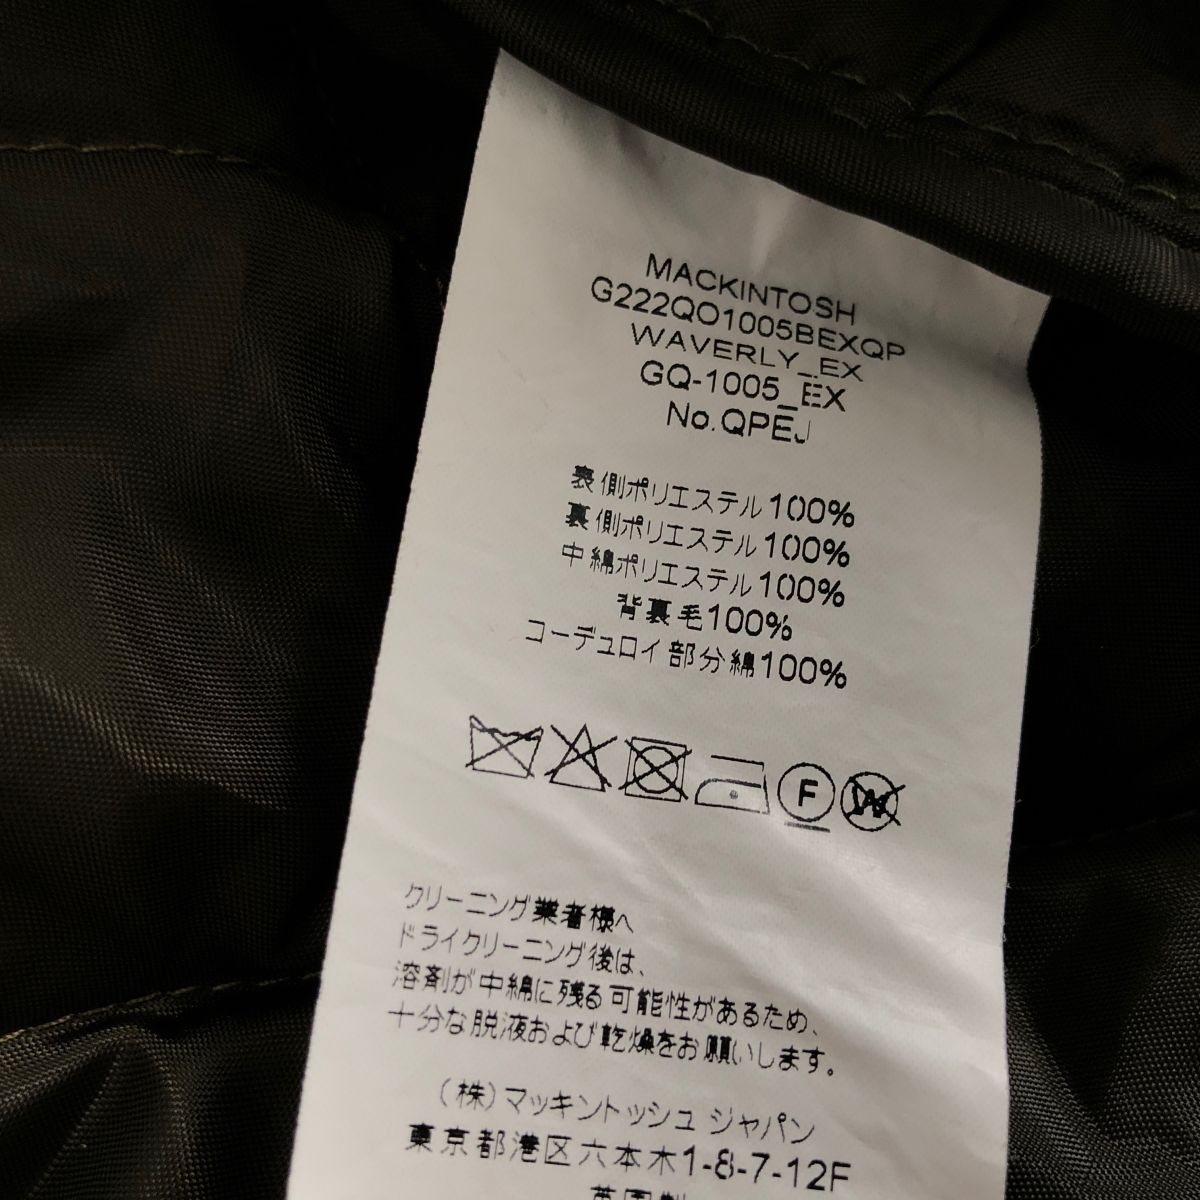 MACKINTOSH
G222QO1005BEXQP
WAVERLY_EX
GQ-1005_EX
No.QPEJ
表側ポリエステル100%
裏側ポリエステル100%
中綿ポリエステル100%
背裏毛100%
コーデュロイ部分綿100%
F
W
クリーニング業者様へ
ドライクリーニング後は、
溶剤が中綿に残る可能性があるため、
十分な脱液および乾燥をお願いします。
(株)マッキントッシュ ジャパン
東京都港区六本木1-8-7-12F
英国製